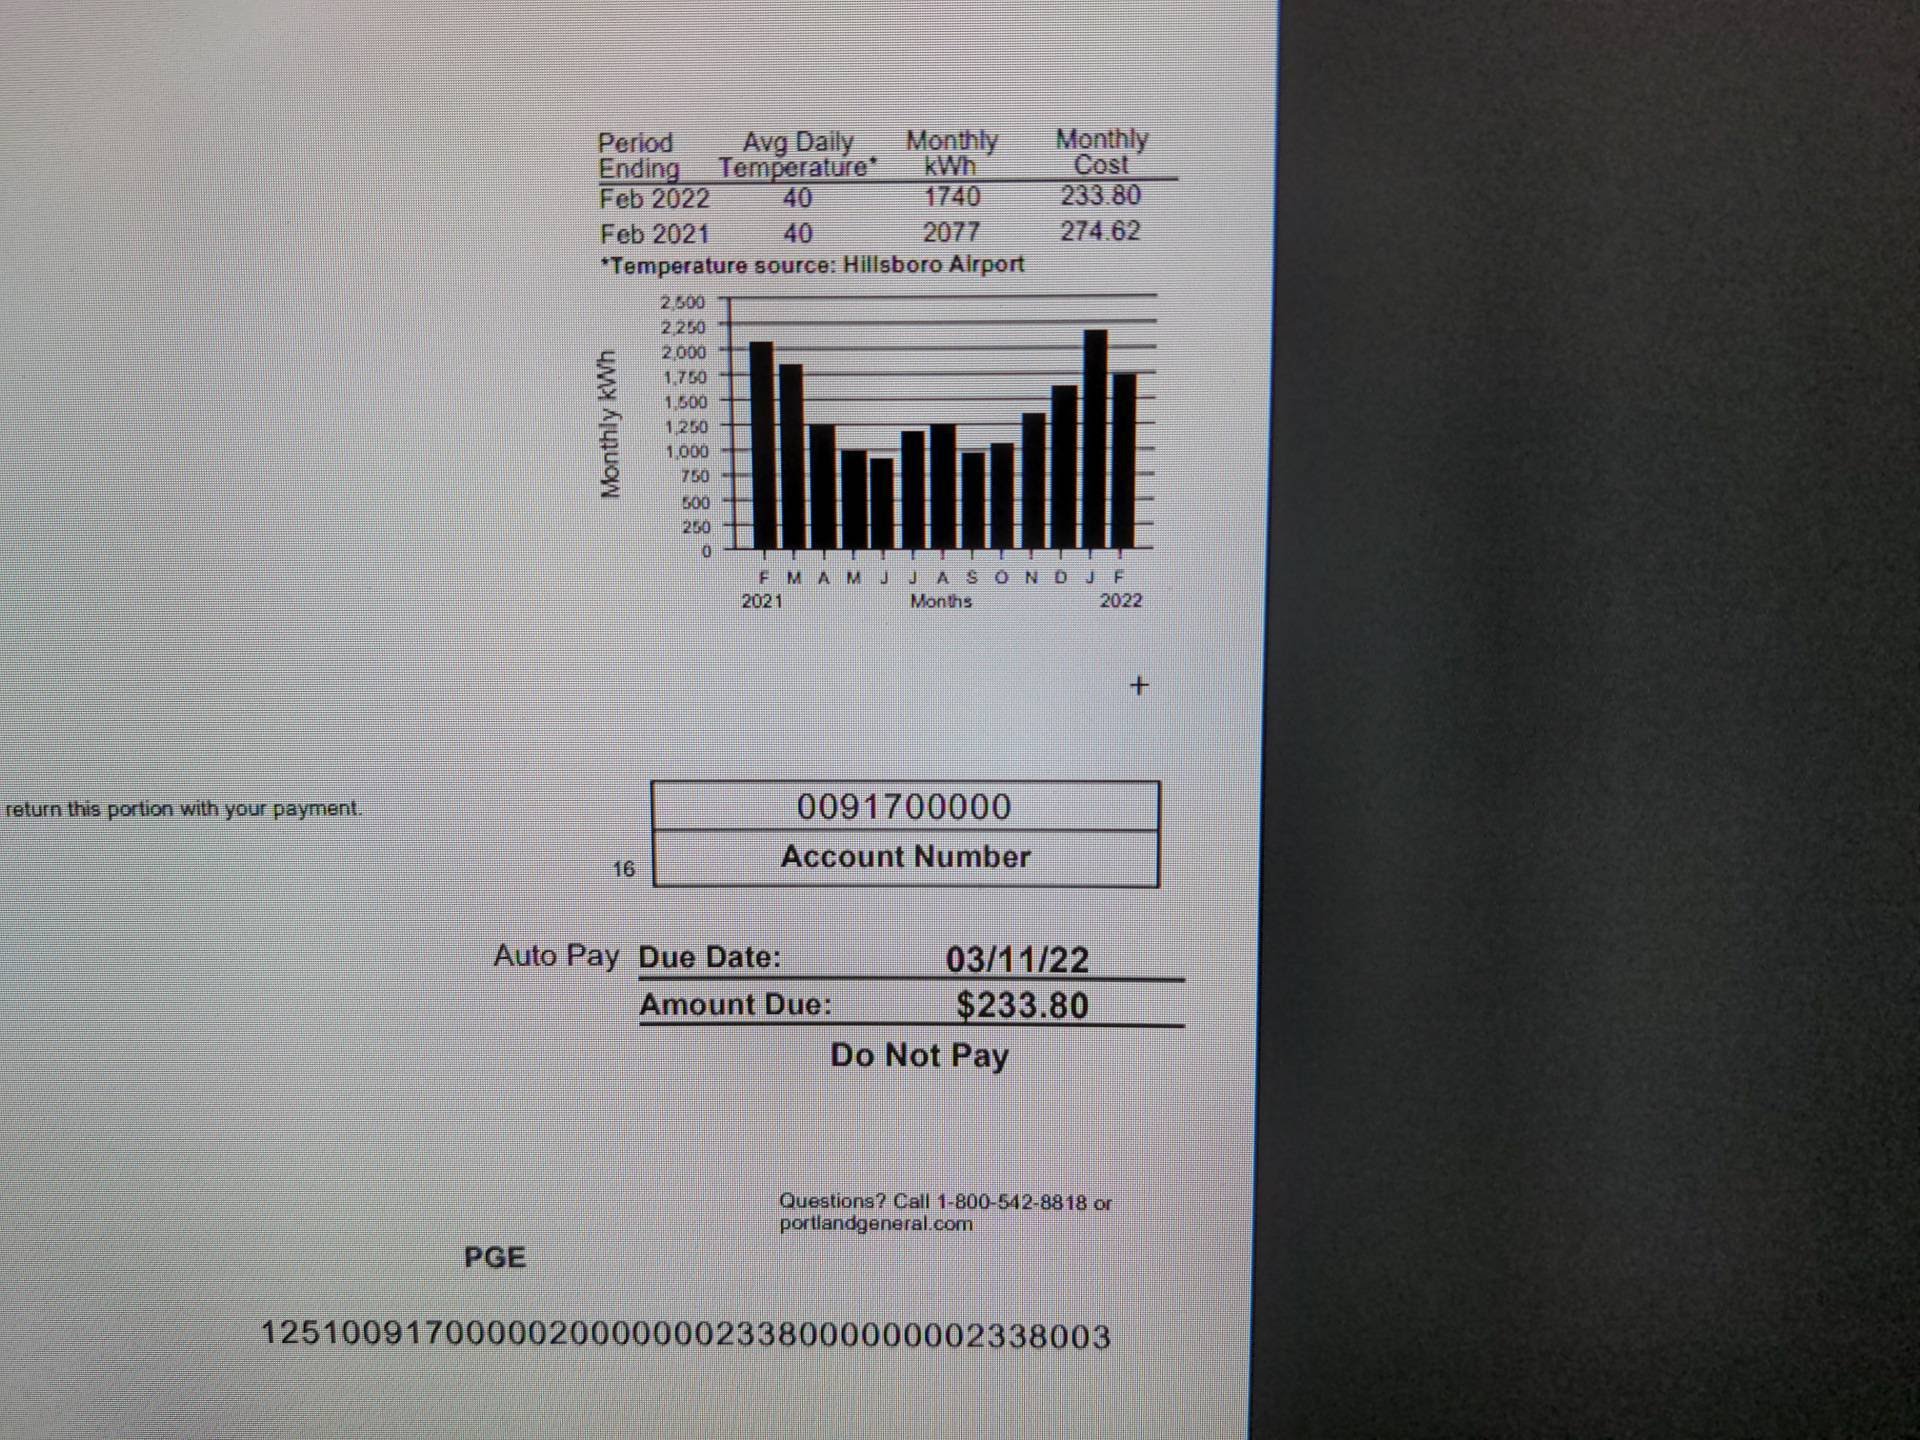 Period Avg Daily Monthly Monthly
Ending Temperature* kWh Cost
Feb 2022 40 1740 233.80
Feb 2021 40 2077 274.62
*Temperature source: Hillsboro Airport
Monthly kWh
2,500
2,250
2,000
1,750
1,500
1,250
1,000
750
500
250
0
F M A M J J A S O N D J F
2021 Months 2022
+
return this portion with your payment.
0091700000
16 Account Number
Auto Pay Due Date: 03/11/22
Amount Due: $233.80
Do Not Pay
Questions? Call 1-800-542-8818 or
portlandgeneral.com
PGE
12510091700000200000002338000000002338003